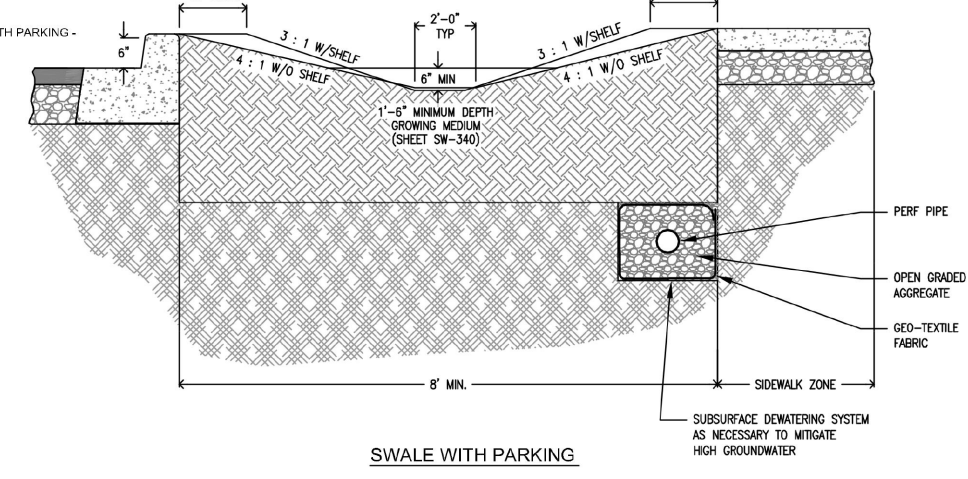 TH PARKING -
6"
3 : 1 W/SHELF
4 : 1 W/O SHELF
2'-0"
TYP
6" MIN
3 : 1 W/SHELF
4 : 1 W/O SHELF
1'-6" MINIMUM DEPTH
GROWING MEDIUM
(SHEET SW-340)
PERF PIPE
OPEN GRADED
AGGREGATE
GEO-TEXTILE
FABRIC
8' MIN.
SIDEWALK ZONE
SUBSURFACE DEWATERING SYSTEM
AS NECESSARY TO MITIGATE
HIGH GROUNDWATER
SWALE WITH PARKING